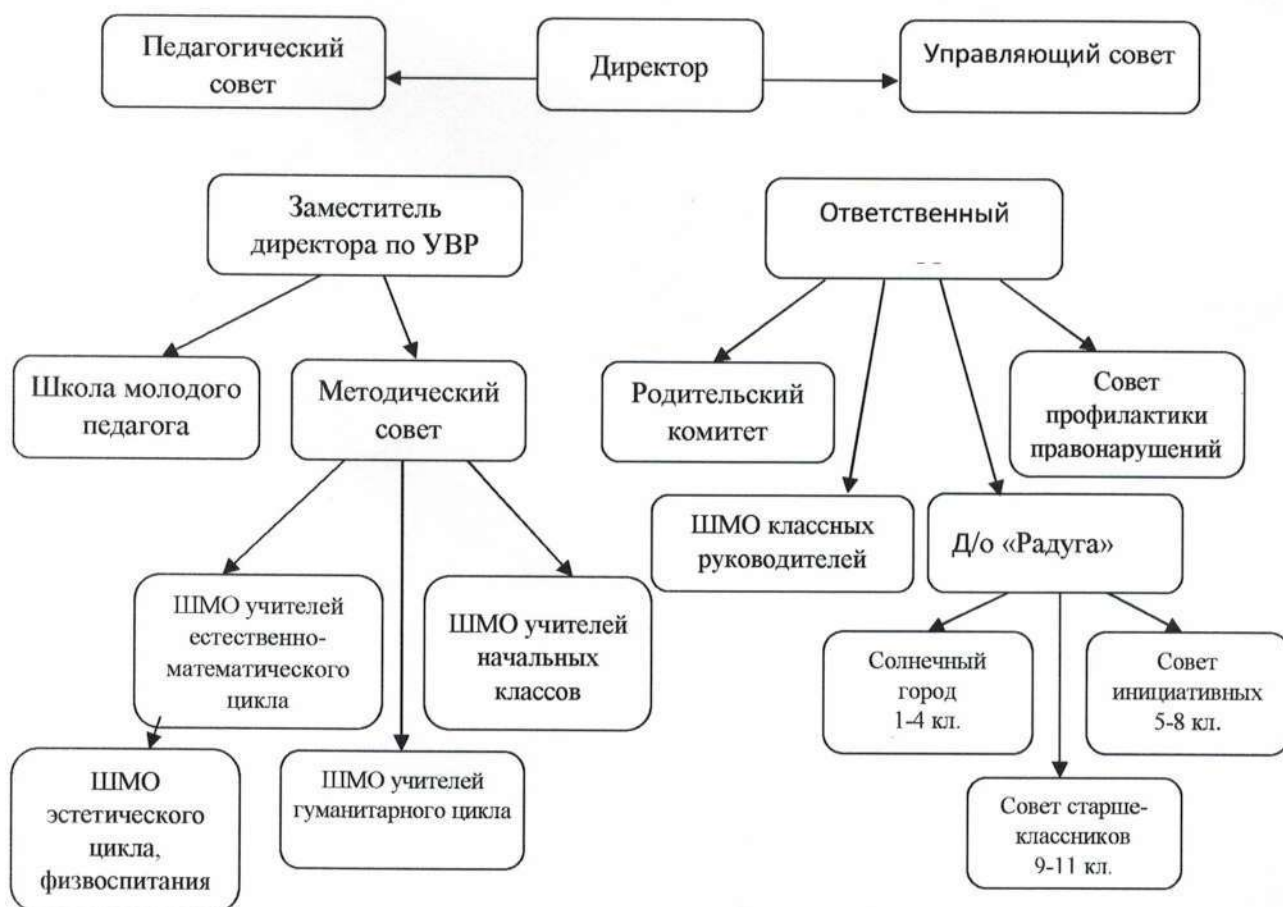 Педагогический
совет
Директор
Управляющий совет
Заместитель
директора по УВР
Ответственный
Школа молодого
педагога
Методический
совет
Родительский
комитет
Совет
профилактики
правонарушений
ШМО классных
руководителей
Д/о «Радуга»
ШМО учителей
естественно-
математического
цикла
ШМО учителей
начальных
классов
Солнечный
город
1-4 кл.
Совет
инициативных
5-8 кл.
ШМО
эстетического
цикла,
физвоспитания
ШМО учителей
гуманитарного цикла
Совет старше-
классников
9-11 кл.